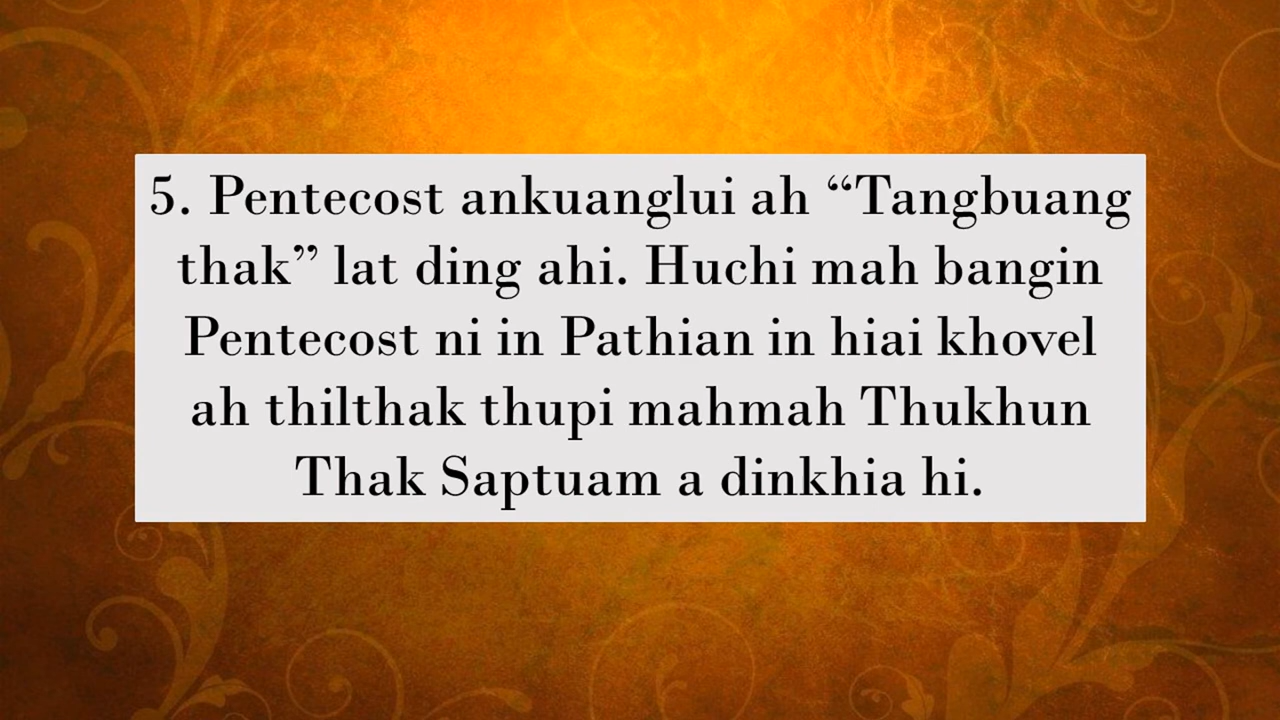 5. Pentecost ankuanglui ah “Tangbuang
thak” lat ding ahi. Huchi mah bangin
Pentecost ni in Pathian in hiai khovel
ah thilthak thupi mahmah Thukhun
Thak Saptuam a dinkhia hi.